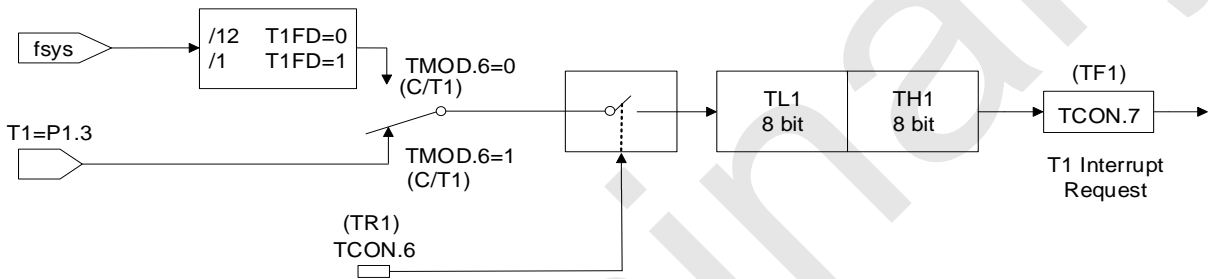 fsys
/12 T1FD=0
/1 T1FD=1
TMOD.6=0
(C/T1)
T1=P1.3
TMOD.6=1
(C/T1)
(TR1)
TCON.6
TL1
8 bit
TH1
8 bit
(TF1)
TCON.7
T1 Interrupt
Request